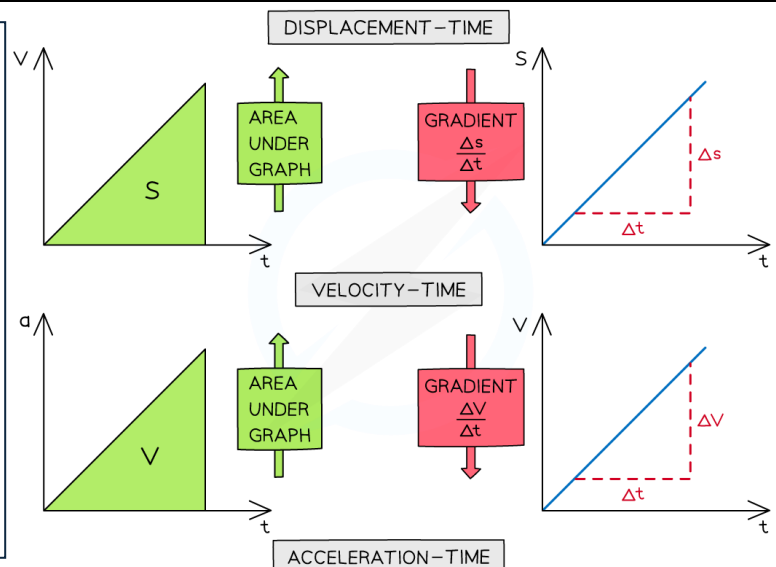 DISPLACEMENT-TIME
V
S
t
AREA
UNDER
GRAPH
GRADIENT
Δs
Δt
S
Δs
Δt
t
VELOCITY-TIME
a
V
t
AREA
UNDER
GRAPH
GRADIENT
ΔV
Δt
V
ΔV
Δt
t
ACCELERATION-TIME